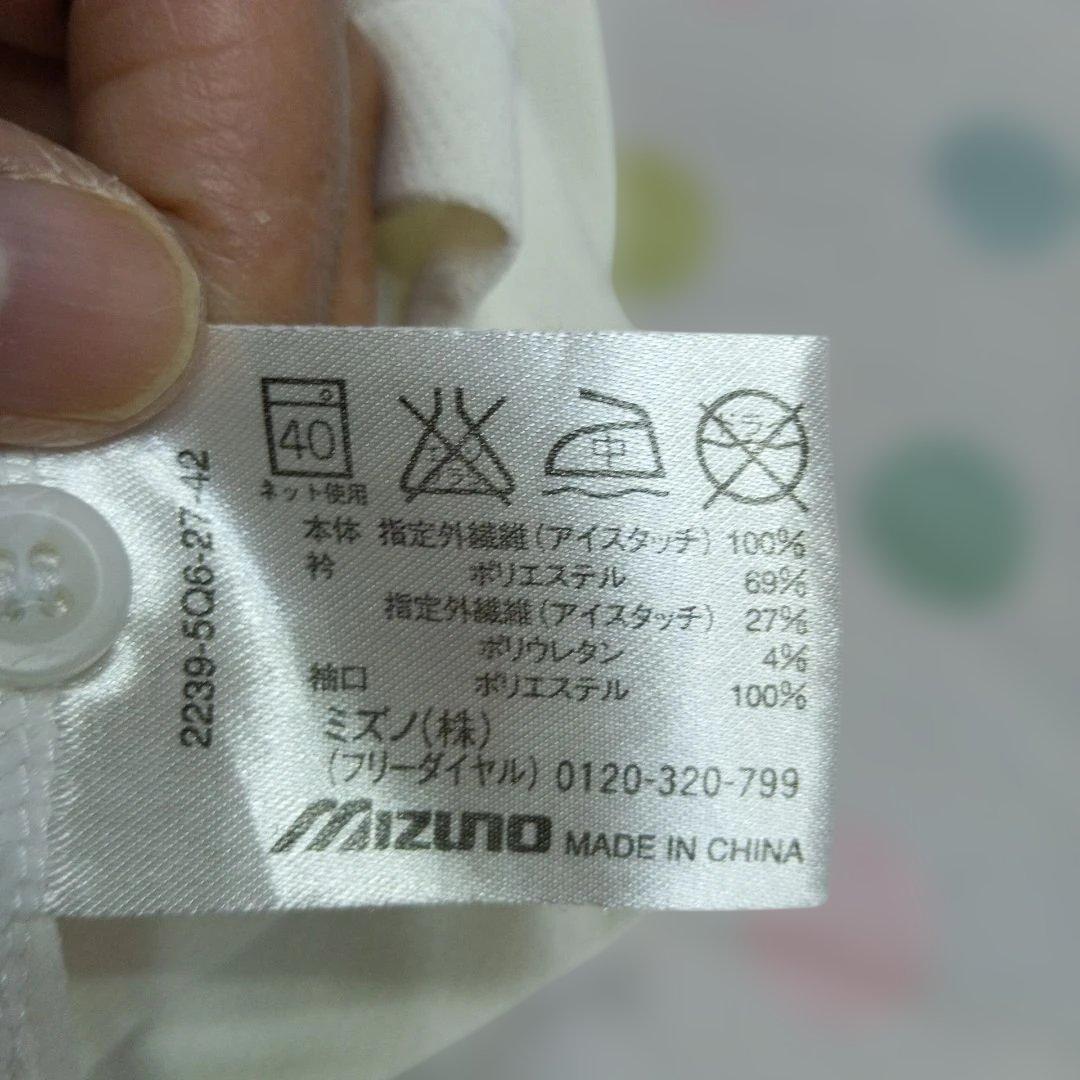 40
ネット使用
中
ドライ
本体 指定外繊維(アイスタッチ) 100%
衿 ポリエステル 69%
指定外繊維(アイスタッチ) 27%
ポリウレタン 4%
袖口 ポリエステル 100%
ミズノ(株)
(フリーダイヤル) 0120-320-799
MIZUNO MADE IN CHINA
2239-5Q6-27-42